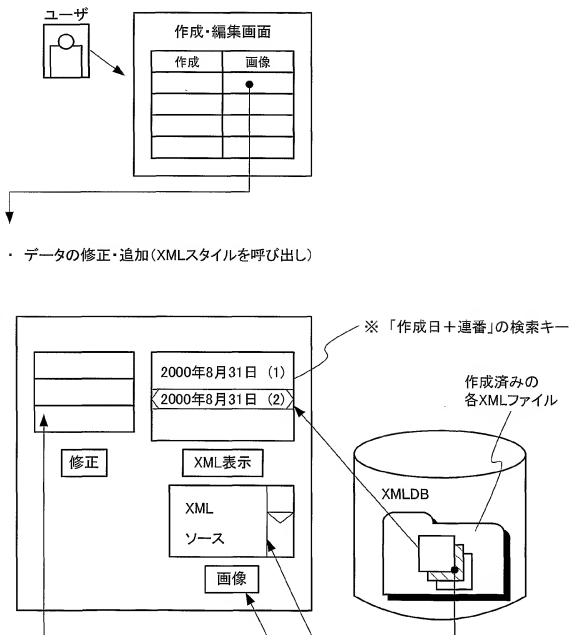 ユーザ
作成・編集画面
作成 画像
・ データの修正・追加(XMLスタイルを呼び出し)
※ 「作成日+連番」の検索キー
2000年8月31日 (1)
2000年8月31日 (2)
作成済みの
各XMLファイル
修正 XML表示
XMLDB
XML
ソース
画像